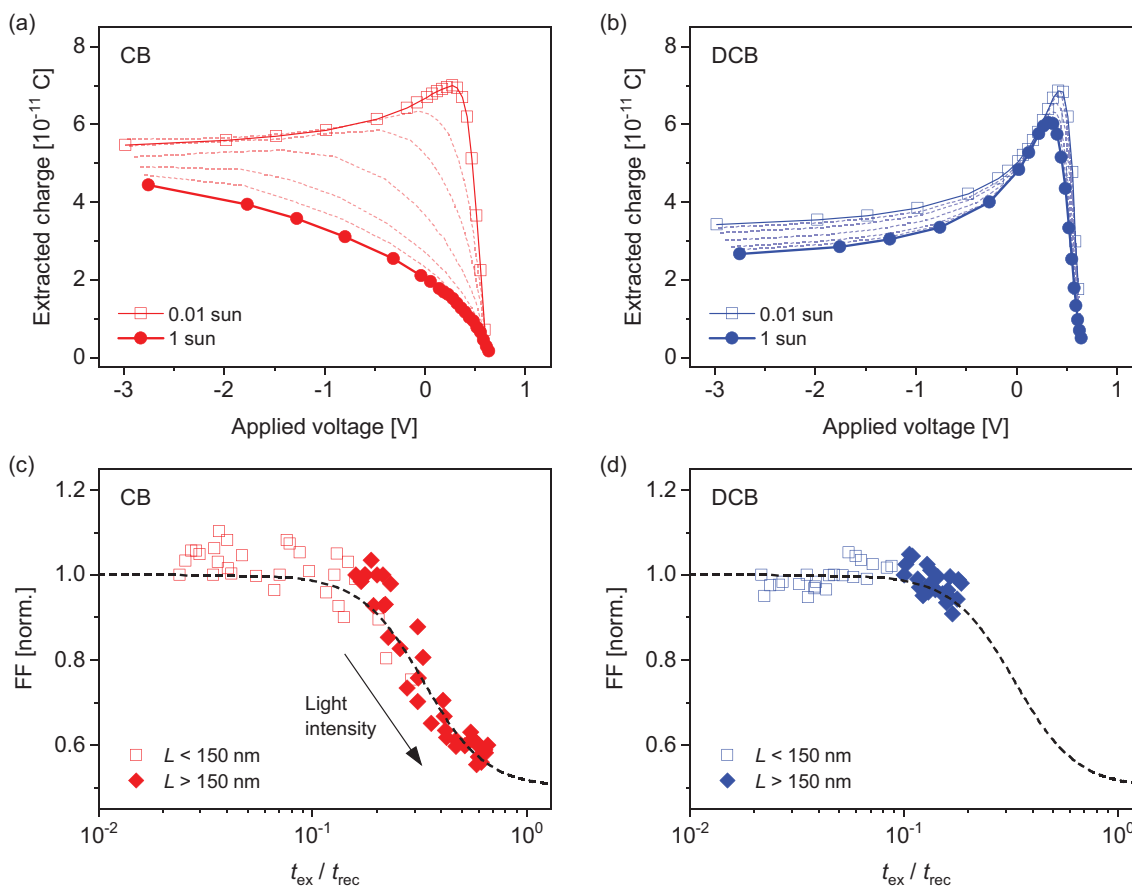 (a)
CB
Extracted charge [10⁻¹¹ C]
8
6
4
2
0
0.01 sun
1 sun
-3
-2
-1
0
1
Applied voltage [V]
(b)
DCB
Extracted charge [10⁻¹¹ C]
8
6
4
2
0
0.01 sun
1 sun
-3
-2
-1
0
1
Applied voltage [V]
(c)
CB
FF [norm.]
1.2
1.0
0.8
0.6
Light
intensity
L < 150 nm
L > 150 nm
10⁻²
10⁻¹
10⁰
t_ex / t_rec
(d)
DCB
FF [norm.]
1.2
1.0
0.8
0.6
L < 150 nm
L > 150 nm
10⁻²
10⁻¹
10⁰
t_ex / t_rec